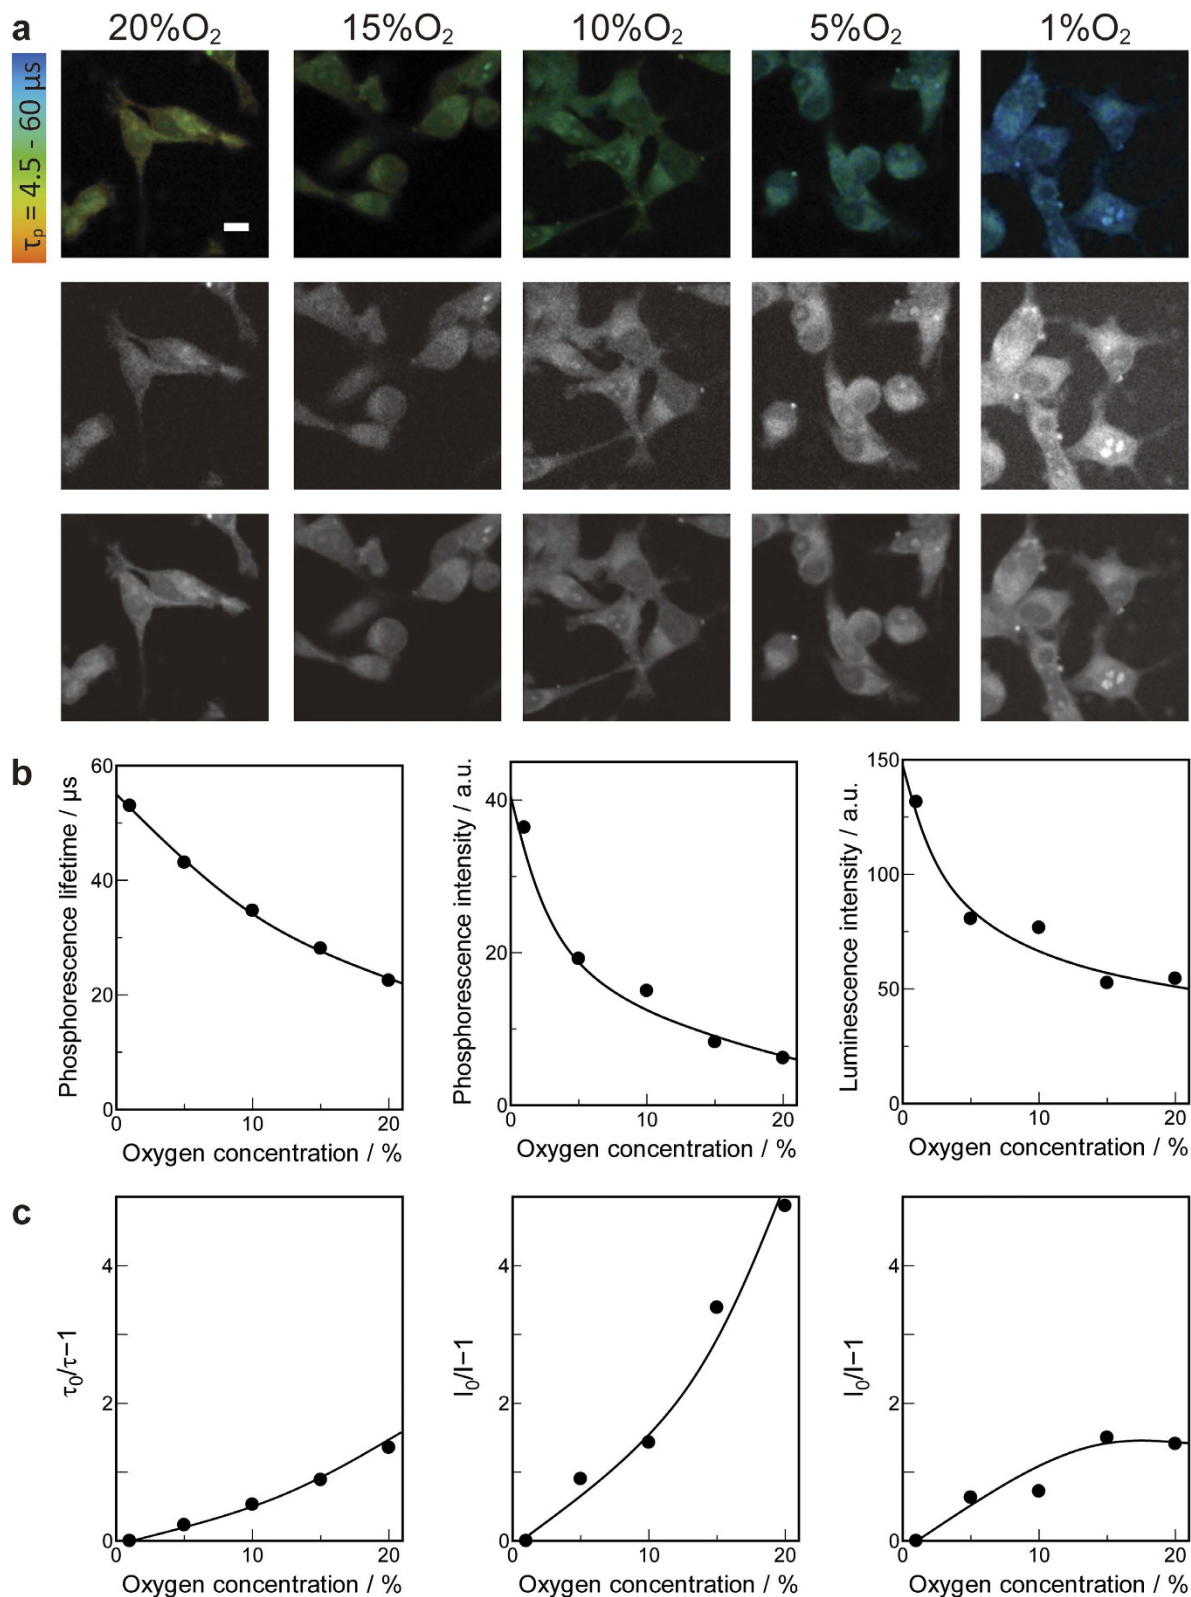 a
20%O₂ 15%O₂ 10%O₂ 5%O₂ 1%O₂
τₚ = 4.5 - 60 µs
b
Phosphorescence lifetime / µs
60
40
20
0
0 10 20
Oxygen concentration / %
Phosphorescence intensity / a.u.
40
20
0
0 10 20
Oxygen concentration / %
Luminescence intensity / a.u.
150
100
50
0
0 10 20
Oxygen concentration / %
c
τ₀/τ−1
4
2
0
0 10 20
Oxygen concentration / %
I₀/I−1
4
2
0
0 10 20
Oxygen concentration / %
I₀/I−1
4
2
0
0 10 20
Oxygen concentration / %